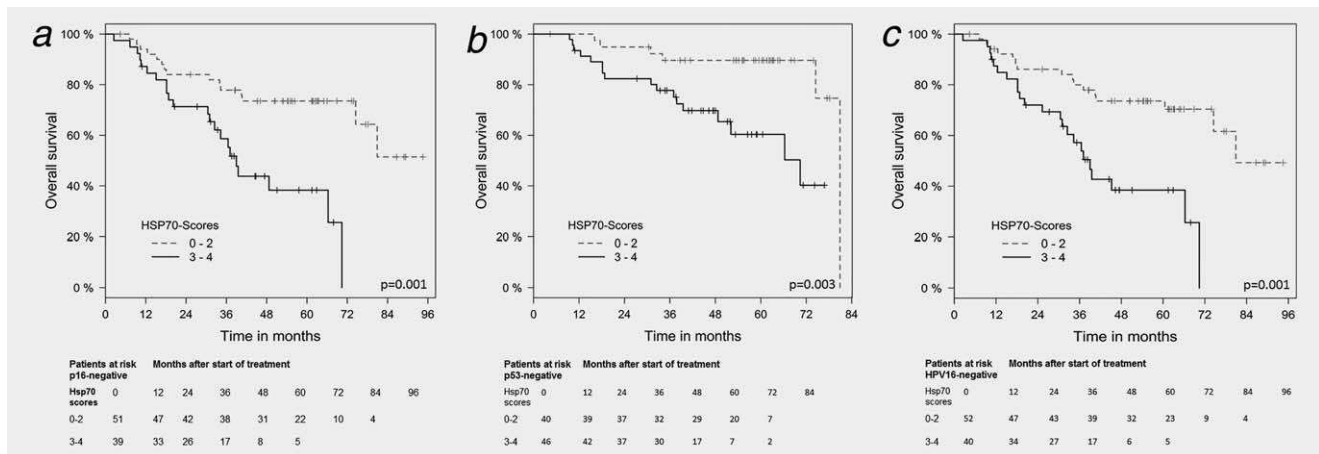 a
100 %
80 %
60 %
40 %
20 %
0 %
Overall survival
HSP70-Scores
0 - 2
3 - 4
p=0.001
0 12 24 36 48 60 72 84 96
Time in months
Patients at risk Months after start of treatment
p16-negative
Hsp70 0 12 24 36 48 60 72 84 96
scores
0-2 51 47 42 38 31 22 10 4
3-4 39 33 26 17 8 5
b
100 %
80 %
60 %
40 %
20 %
0 %
Overall survival
HSP70-Scores
0 - 2
3 - 4
p=0.003
0 12 24 36 48 60 72 84
Time in months
Patients at risk Months after start of treatment
p53-negative
Hsp70 0 12 24 36 48 60 72 84
scores
0-2 40 39 37 32 29 20 7
3-4 46 42 37 30 17 7 2
c
100 %
80 %
60 %
40 %
20 %
0 %
Overall survival
HSP70-Scores
0 - 2
3 - 4
p=0.001
0 12 24 36 48 60 72 84 96
Time in months
Patients at risk Months after start of treatment
HPV16-negative
Hsp70 0 12 24 36 48 60 72 84 96
scores
0-2 52 47 43 39 32 23 9 4
3-4 40 34 27 17 6 5